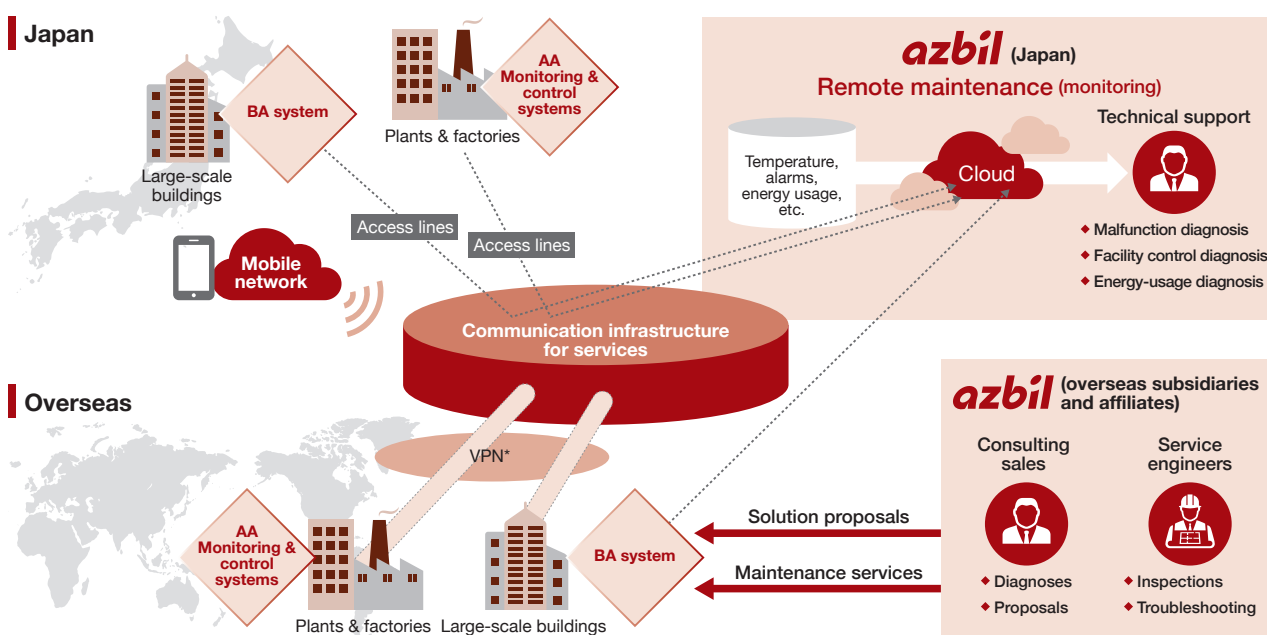 Japan
BA system
Large-scale
buildings
AA
Monitoring &
control
systems
Plants & factories
Access lines
Access lines
Mobile
network
azbil (Japan)
Remote maintenance (monitoring)
Temperature,
alarms,
energy usage,
etc.
Cloud
Technical support
◆ Malfunction diagnosis
◆ Facility control diagnosis
◆ Energy-usage diagnosis
Communication infrastructure
for services
Overseas
VPN*
AA
Monitoring &
control
systems
Plants & factories
Large-scale buildings
BA system
Solution proposals
Maintenance services
azbil (overseas subsidiaries
and affiliates)
Consulting
sales
◆ Diagnoses
◆ Proposals
Service
engineers
◆ Inspections
◆ Troubleshooting